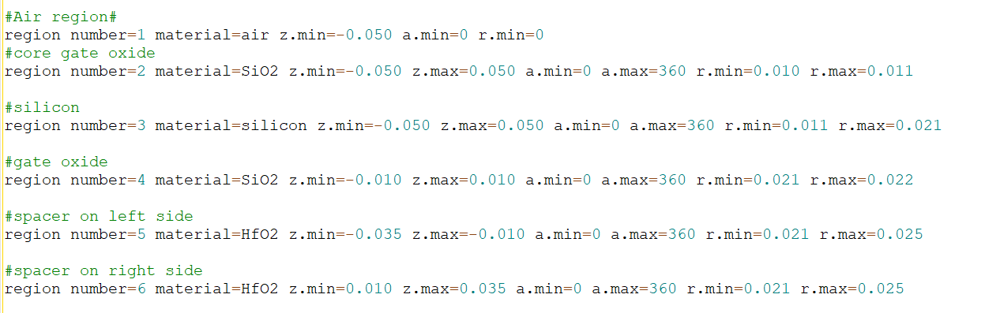 #Air region#
region number=1 material=air z.min=-0.050 a.min=0 r.min=0
#core gate oxide
region number=2 material=SiO2 z.min=-0.050 z.max=0.050 a.min=0 a.max=360 r.min=0.010 r.max=0.011
#silicon
region number=3 material=silicon z.min=-0.050 z.max=0.050 a.min=0 a.max=360 r.min=0.011 r.max=0.021
#gate oxide
region number=4 material=SiO2 z.min=-0.010 z.max=0.010 a.min=0 a.max=360 r.min=0.021 r.max=0.022
#spacer on left side
region number=5 material=HfO2 z.min=-0.035 z.max=-0.010 a.min=0 a.max=360 r.min=0.021 r.max=0.025
#spacer on right side
region number=6 material=HfO2 z.min=0.010 z.max=0.035 a.min=0 a.max=360 r.min=0.021 r.max=0.025